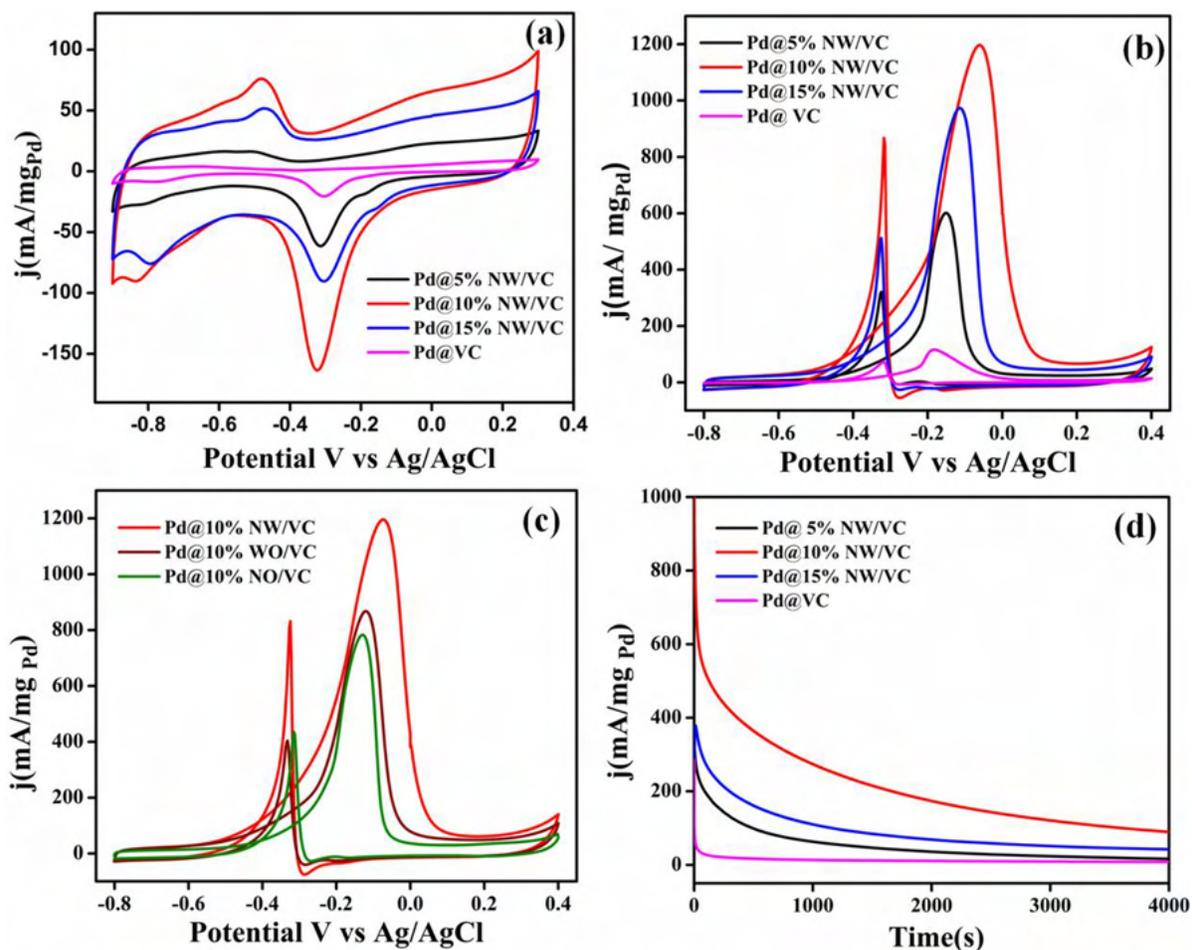 (a)
100
50
0
-50
-100
-150
j(mA/mgPd)
Pd@5% NW/VC
Pd@10% NW/VC
Pd@15% NW/VC
Pd@VC
-0.8 -0.6 -0.4 -0.2 0.0 0.2 0.4
Potential V vs Ag/AgCl
(b)
1200
1000
800
600
400
200
0
j(mA/ mgPd)
Pd@5% NW/VC
Pd@10% NW/VC
Pd@15% NW/VC
Pd@ VC
-0.8 -0.6 -0.4 -0.2 0.0 0.2 0.4
Potential V vs Ag/AgCl
(c)
1200
1000
800
600
400
200
0
j(mA/mg Pd)
Pd@10% NW/VC
Pd@10% WO/VC
Pd@10% NO/VC
-0.8 -0.6 -0.4 -0.2 0.0 0.2 0.4
Potential V vs Ag/AgCl
(d)
1000
800
600
400
200
0
j(mA/mg Pd)
Pd@ 5% NW/VC
Pd@10% NW/VC
Pd@15% NW/VC
Pd@VC
0 1000 2000 3000 4000
Time(s)